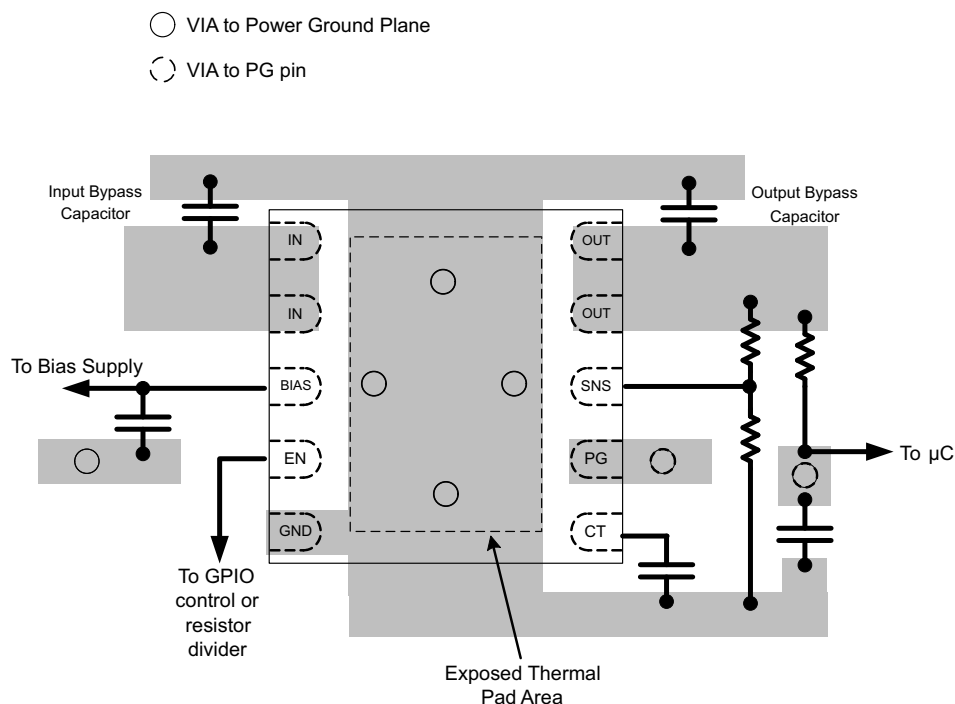 VIA to Power Ground Plane
VIA to PG pin
Input Bypass
Capacitor
Output Bypass
Capacitor
IN
OUT
IN
OUT
To Bias Supply
BIAS
SNS
EN
PG
To µC
GND
CT
To GPIO
control or
resistor
divider
Exposed Thermal
Pad Area